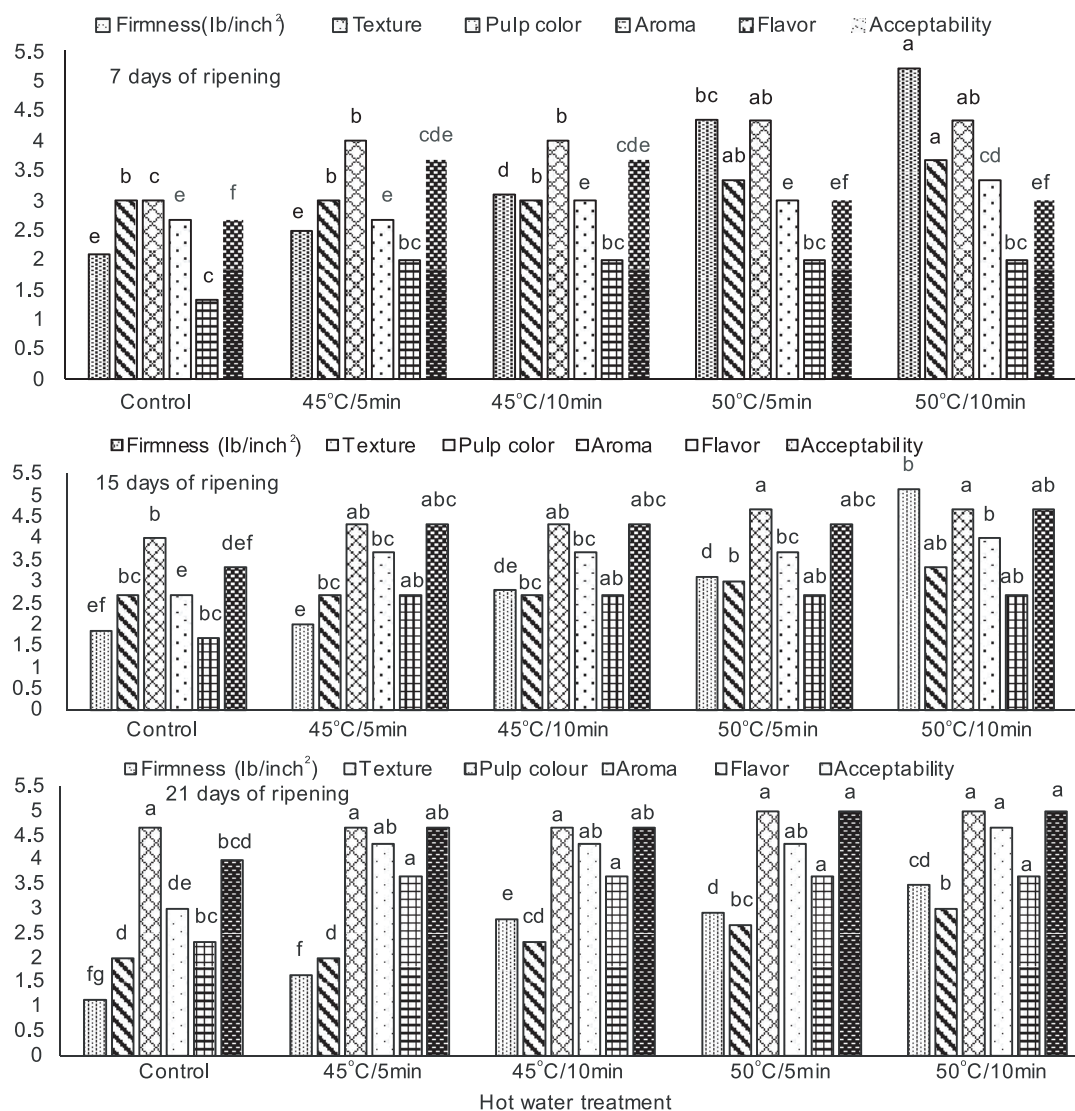 Firmness(lb/inch²) Texture Pulp color Aroma Flavor Acceptability
5.5 a
7 days of ripening
5
4.5 bc ab ab
4 b b cde cde a
3.5 ab cd
3 b c e f b d b e e ef ef
2.5 e e
2 c bc bc bc bc
1.5
1
0.5
0
Control 45°C/5min 45°C/10min 50°C/5min 50°C/10min
Firmness (lb/inch²) Texture Pulp color Aroma Flavor Acceptability
5.5 b
15 days of ripening
5 a a ab
4.5 b ab abc ab abc abc b
4 def bc bc bc
3.5 ab
3 bc e bc ab de bc ab d b ab ab
2.5 ef bc e
2
1.5
1
0.5
0
Control 45°C/5min 45°C/10min 50°C/5min 50°C/10min
Firmness (lb/inch²) Texture Pulp colour Aroma Flavor Acceptability
21 days of ripening
5.5 a a a a a
5 a a ab a ab
4.5 bcd ab ab ab
4 a a a a
3.5 de cd
3 bc e d bc b
2.5 d d cd
2 f
1.5 fg
1
0.5
0
Control 45°C/5min 45°C/10min 50°C/5min 50°C/10min
Hot water treatment